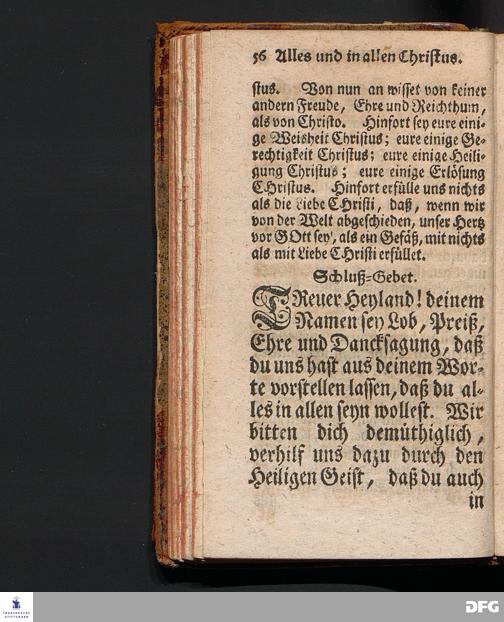 56 Alles und in allen Christus.
stus. Von nun an wisset von keiner
andern Freude, Ehre und Reichthum,
als von Christo. Hinfort sey eure eini-
ge Weisheit Christus; eure einige Ge-
rechtigkeit Christus; eure einige Heili-
gung Christus; eure einige Erlösung
CHristus. Hinfort erfülle uns nichts
als die Liebe CHristi, daß, wenn wir
von der Welt abgeschieden, unser Hertz
vor GOtt sey, als ein Gefäß, mit nichts
als mit Liebe CHristi erfüllet.
Schluß-Gebet.
TReuer Heyland! deinem
Namen sey Lob, Preiß,
Ehre und Dancksagung, daß
du uns hast aus deinem Wor-
te vorstellen lassen, daß du al-
les in allen seyn wollest. Wir
bitten dich demüthiglich,
verhilf uns dazu durch den
Heiligen Geist, daß du auch
in
FRANCKESCHE
STIFTUNGEN
DFG